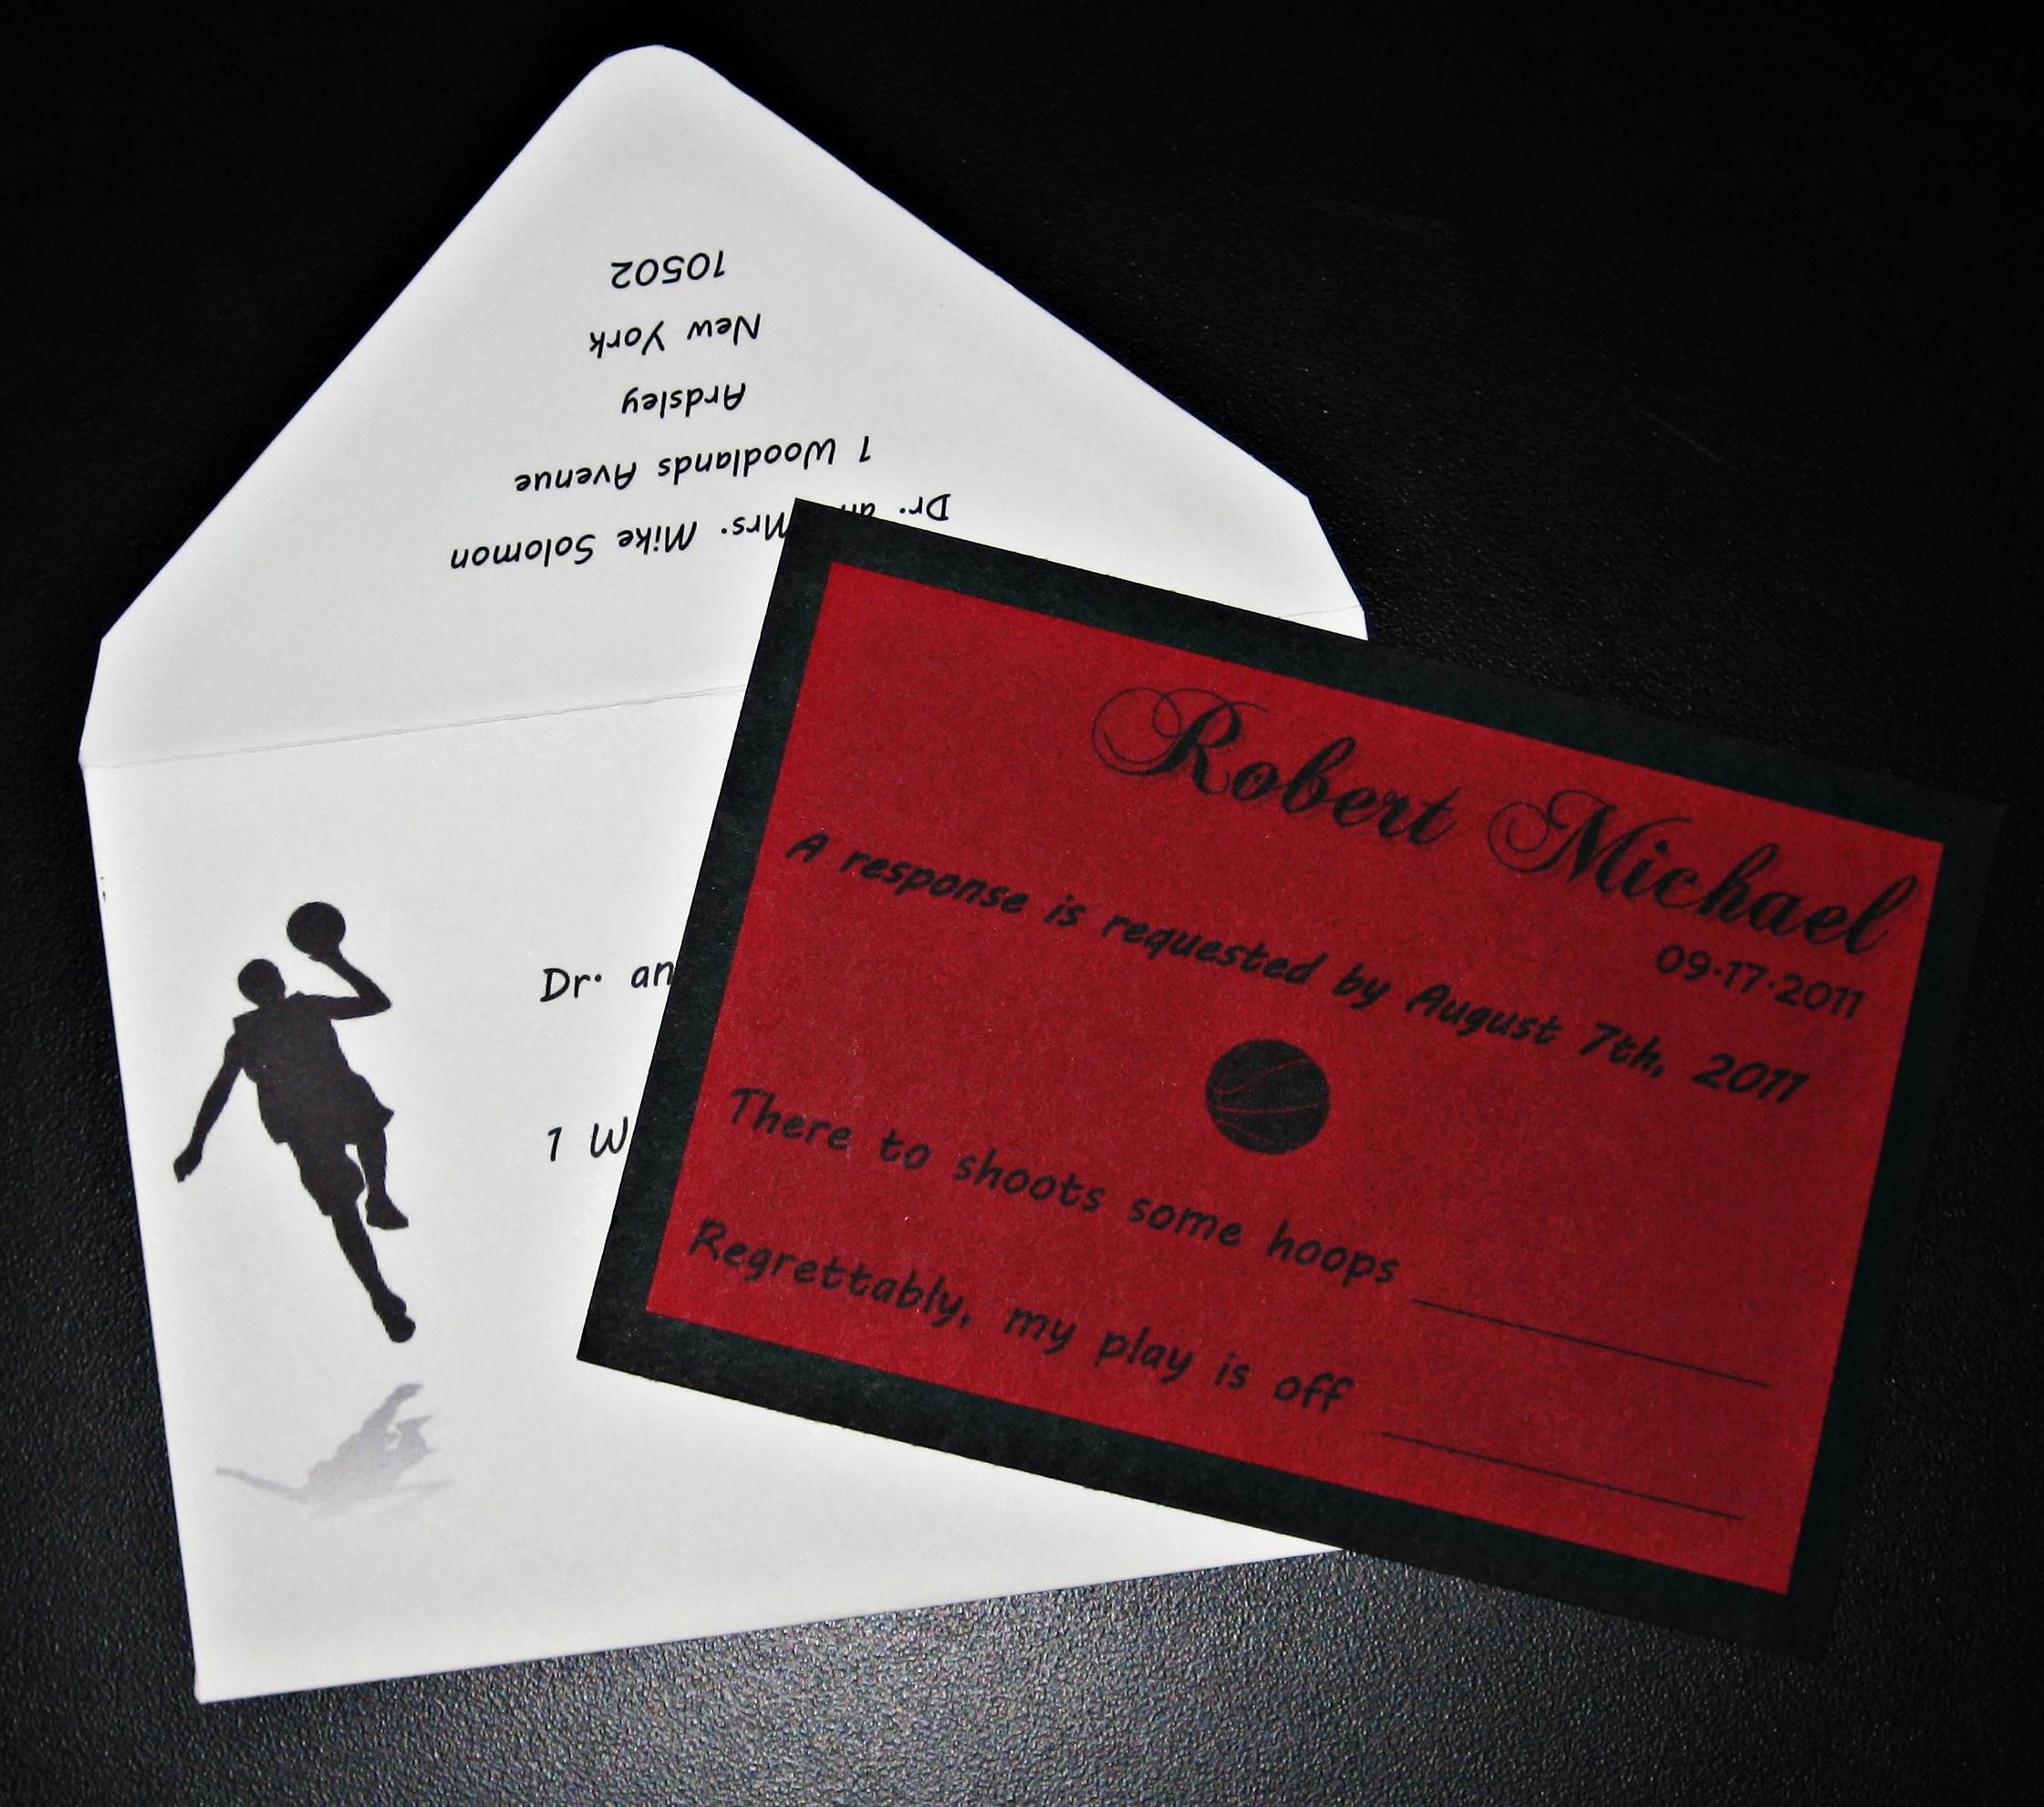 Dr. an Mrs. Mike Solomon
1 Woodlands Avenue
Ardsley
New York
10502
Dr. an
1 W
Robert Michael
09.17.2011
A response is requested by August 7th, 2011
There to shoots some hoops
Regrettably, my play is off